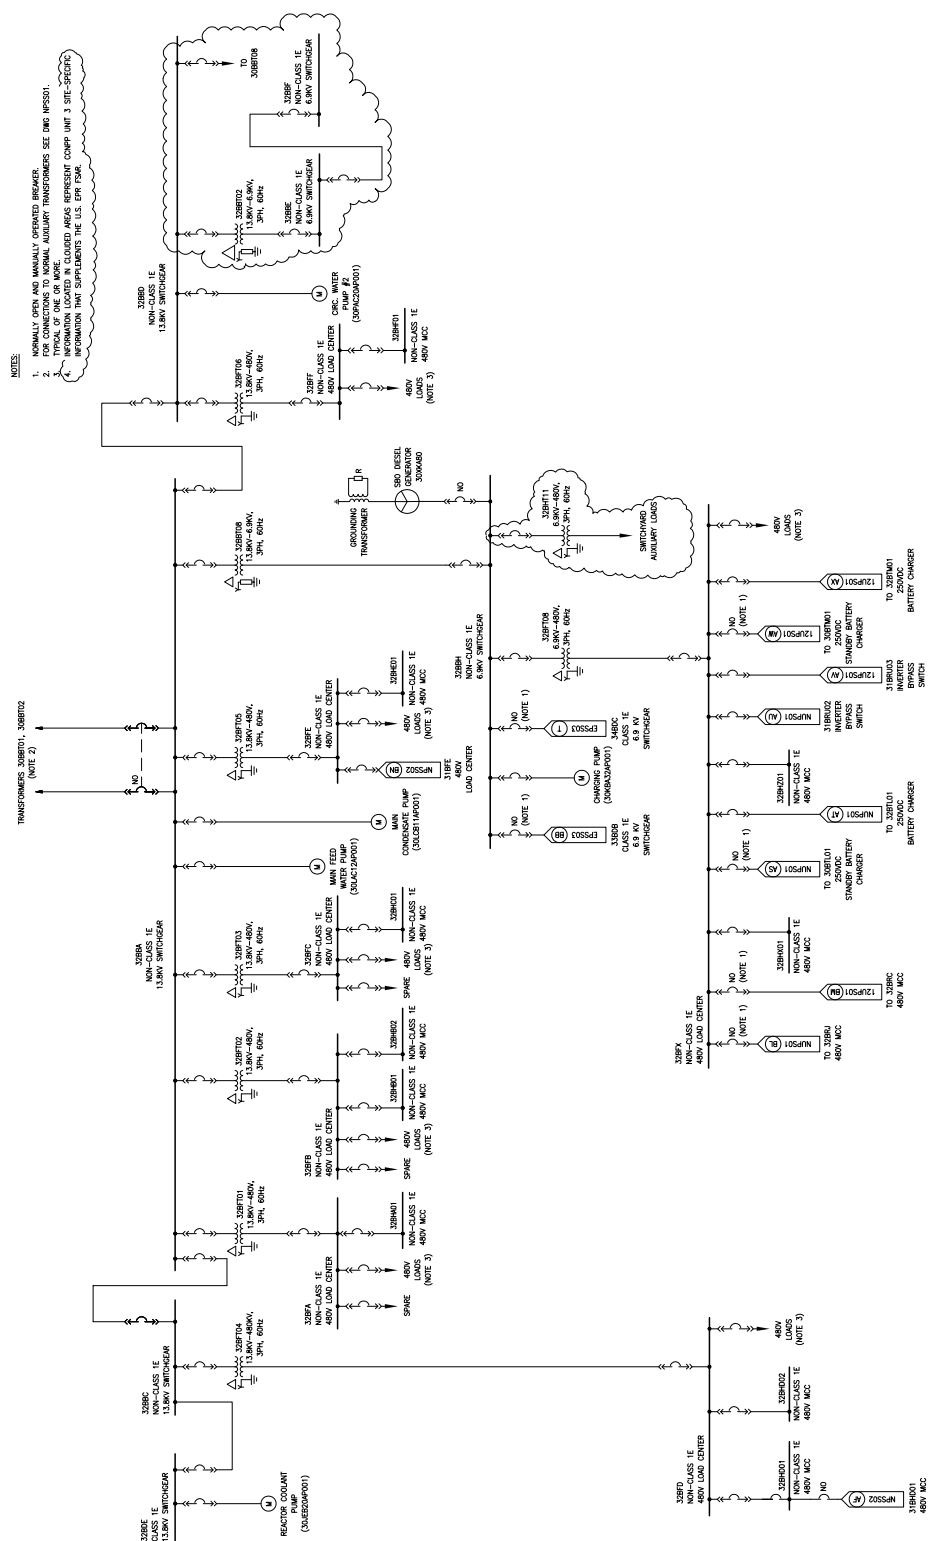 NOTES:
1. NORMALLY OPEN AND MANUALLY OPERATED BREAKER.
2. FOR CONNECTIONS TO NORMAL AUXILIARY TRANSFORMERS SEE DWG NPSS01.
3. TYPICAL OF ONE OR MORE.
4. INFORMATION LOCATED IN CLOUDED AREAS REPRESENT CCNPP UNIT 3 SITE-SPECIFIC
INFORMATION THAT SUPPLEMENTS THE U.S. EPR FSAR.
TRANSFORMERS 30BBT01, 30BBT02
(NOTE 2)
NO
32BDE
CLASS 1E
13.8KV SWITCHGEAR
M
REACTOR COOLANT
PUMP
(30JEB20AP001)
32BBC
NON-CLASS 1E
13.8KV SWITCHGEAR
32BFT04
13.8KV-480KV,
3PH, 60Hz
32BBA
NON-CLASS 1E
13.8KV SWITCHGEAR
32BFT01
13.8KV-480V,
3PH, 60Hz
32BFA
NON-CLASS 1E
480V LOAD CENTER
SPARE
480V
LOADS
(NOTE 3)
32BHA01
NON-CLASS 1E
480V MCC
32BFT02
13.8KV-480V,
3PH, 60Hz
32BFB
NON-CLASS 1E
480V LOAD CENTER
SPARE
480V
LOADS
(NOTE 3)
32BHB01
NON-CLASS 1E
480V MCC
32BHB02
NON-CLASS 1E
480V MCC
32BFT03
13.8KV-480V,
3PH, 60Hz
32BFC
NON-CLASS 1E
480V LOAD CENTER
SPARE
480V
LOADS
(NOTE 3)
32BHC01
NON-CLASS 1E
480V MCC
M
MAIN FEED
WATER PUMP
(30LAC12AP001)
M
MAIN
CONDENSATE PUMP
(30LCB11AP001)
32BFT05
13.8KV-480V,
3PH, 60Hz
32BFE
NON-CLASS 1E
480V LOAD CENTER
NPSS02
BN
31BFE
480V
LOAD CENTER
480V
LOADS
(NOTE 3)
32BHE01
NON-CLASS 1E
480V MCC
32BBT08
13.8KV-6.9KV,
3PH, 60Hz
32BBD
NON-CLASS 1E
13.8KV SWITCHGEAR
32BFT06
13.8KV-480V,
3PH, 60Hz
32BFF
NON-CLASS 1E
480V LOAD CENTER
480V
LOADS
(NOTE 3)
32BHF01
NON-CLASS 1E
480V MCC
M
CIRC. WATER
PUMP #2
(30PAC20AP001)
32BBT02
13.8KV-6.9KV,
3PH, 60Hz
32BBE
NON-CLASS 1E
6.9KV SWITCHGEAR
32BBF
NON-CLASS 1E
6.9KV SWITCHGEAR
TO
30BBT08
R
GROUNDING
TRANSFORMER
SBO DIESEL
GENERATOR
30XKA80
NO
32BBH
NON-CLASS 1E
6.9KV SWITCHGEAR
NO (NOTE 1)
EPSS03
BB
33BDB
CLASS 1E
6.9 KV
SWITCHGEAR
M
CHARGING PUMP
(30KBA32AP001)
NO (NOTE 1)
EPSS03
T
34BDC
CLASS 1E
6.9 KV
SWITCHGEAR
32BFT08
6.9KV-480V,
3PH, 60Hz
32BHT11
6.9KV-480V,
3PH, 60Hz
SWITCHYARD
AUXILIARY LOADS
32BFX
NON-CLASS 1E
480V LOAD CENTER
NO (NOTE 1)
NUPS01
BL
TO 32BRJ
480V MCC
NO (NOTE 1)
12UPS01
BM
TO 32BRC
480V MCC
32BHX01
NON-CLASS 1E
480V MCC
NO (NOTE 1)
NUPS01
AS
TO 30BTL01
250VDC
STANDBY BATTERY
CHARGER
NUPS01
AT
TO 32BTL01
250VDC
BATTERY CHARGER
32BHZ01
NON-CLASS 1E
480V MCC
NUPS01
AU
31BRU02
INVERTER
BYPASS
SWITCH
12UPS01
AV
31BRU03
INVERTER
BYPASS
SWITCH
NO (NOTE 1)
12UPS01
AW
TO 30BTM01
250VDC
STANDBY BATTERY
CHARGER
12UPS01
AX
TO 32BTM01
250VDC
BATTERY CHARGER
480V
LOADS
(NOTE 3)
32BFD
NON-CLASS 1E
480V LOAD CENTER
32BHD01
NON-CLASS 1E
480V MCC
NO
NPSS02
AF
31BHD01
480V MCC
32BHD02
NON-CLASS 1E
480V MCC
480V
LOADS
(NOTE 3)